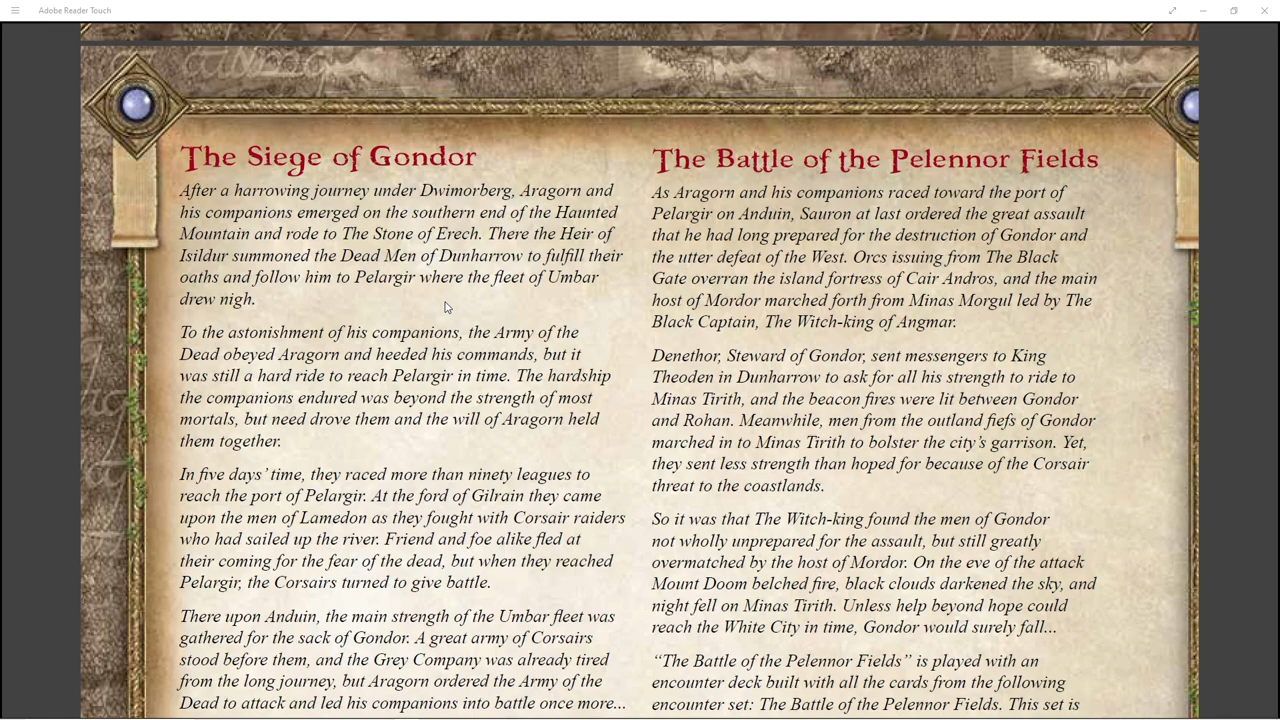 Adobe Reader Touch
The Siege of Gondor
After a harrowing journey under Dwimorberg, Aragorn and
his companions emerged on the southern end of the Haunted
Mountain and rode to The Stone of Erech. There the Heir of
Isildur summoned the Dead Men of Dunharrow to fulfill their
oaths and follow him to Pelargir where the fleet of Umbar
drew nigh.
To the astonishment of his companions, the Army of the
Dead obeyed Aragorn and heeded his commands, but it
was still a hard ride to reach Pelargir in time. The hardship
the companions endured was beyond the strength of most
mortals, but need drove them and the will of Aragorn held
them together.
In five days' time, they raced more than ninety leagues to
reach the port of Pelargir. At the ford of Gilrain they came
upon the men of Lamedon as they fought with Corsair raiders
who had sailed up the river. Friend and foe alike fled at
their coming for the fear of the dead, but when they reached
Pelargir, the Corsairs turned to give battle.
There upon Anduin, the main strength of the Umbar fleet was
gathered for the sack of Gondor. A great army of Corsairs
stood before them, and the Grey Company was already tired
from the long journey, but Aragorn ordered the Army of the
Dead to attack and led his companions into battle once more...
The Battle of the Pelennor Fields
As Aragorn and his companions raced toward the port of
Pelargir on Anduin, Sauron at last ordered the great assault
that he had long prepared for the destruction of Gondor and
the utter defeat of the West. Orcs issuing from The Black
Gate overran the island fortress of Cair Andros, and the main
host of Mordor marched forth from Minas Morgul led by The
Black Captain, The Witch-king of Angmar.
Denethor, Steward of Gondor, sent messengers to King
Theoden in Dunharrow to ask for all his strength to ride to
Minas Tirith, and the beacon fires were lit between Gondor
and Rohan. Meanwhile, men from the outland fiefs of Gondor
marched in to Minas Tirith to bolster the city's garrison. Yet,
they sent less strength than hoped for because of the Corsair
threat to the coastlands.
So it was that The Witch-king found the men of Gondor
not wholly unprepared for the assault, but still greatly
overmatched by the host of Mordor. On the eve of the attack
Mount Doom belched fire, black clouds darkened the sky, and
night fell on Minas Tirith. Unless help beyond hope could
reach the White City in time, Gondor would surely fall...
“The Battle of the Pelennor Fields” is played with an
encounter deck built with all the cards from the following
encounter set: The Battle of the Pelennor Fields. This set is